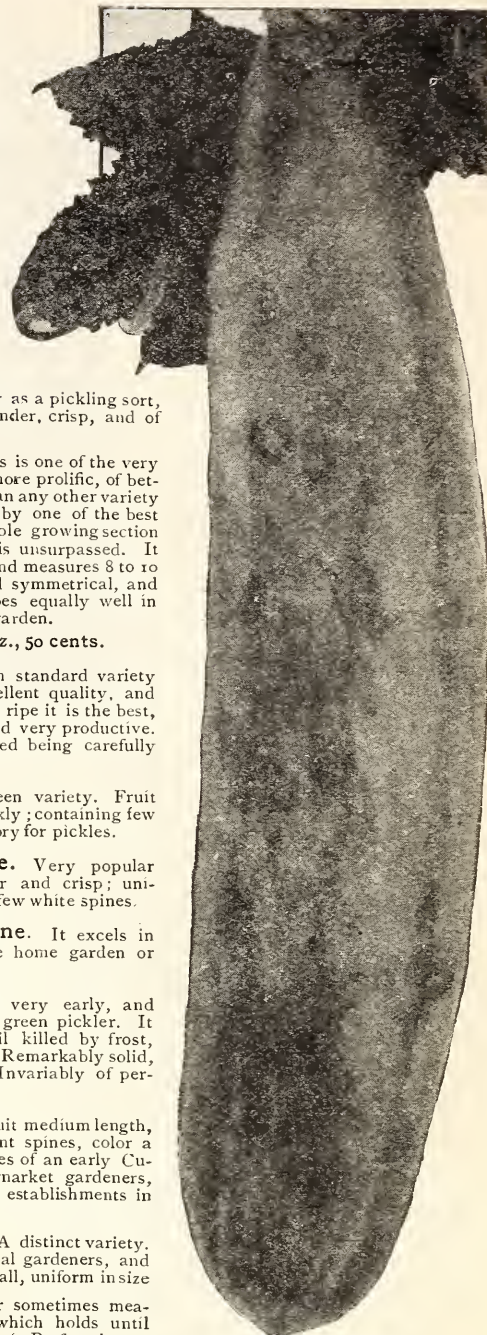 as a pickling sort,
nder, crisp, and of
s is one of the very
nore prolific, of bet-
an any other variety
by one of the best
ole growing section
is unsurpassed. It
nd measures 8 to 10
l symmetrical, and
es equally well in
arden.
z., 50 cents.
n standard variety
ellent quality, and
ripe it is the best,
d very productive.
ed being carefully
een variety. Fruit
kly; containing few
ory for pickles.
e. Very popular
r and crisp; uni-
few white spines.
ne. It excels in
e home garden or
very early, and
green pickler. It
il killed by frost,
Remarkably solid,
Invariably of per-
uit medium length,
nt spines, color a
es of an early Cu-
narket gardeners,
establishments in
A distinct variety.
al gardeners, and
all, uniform in size
r sometimes mea-
which holds until